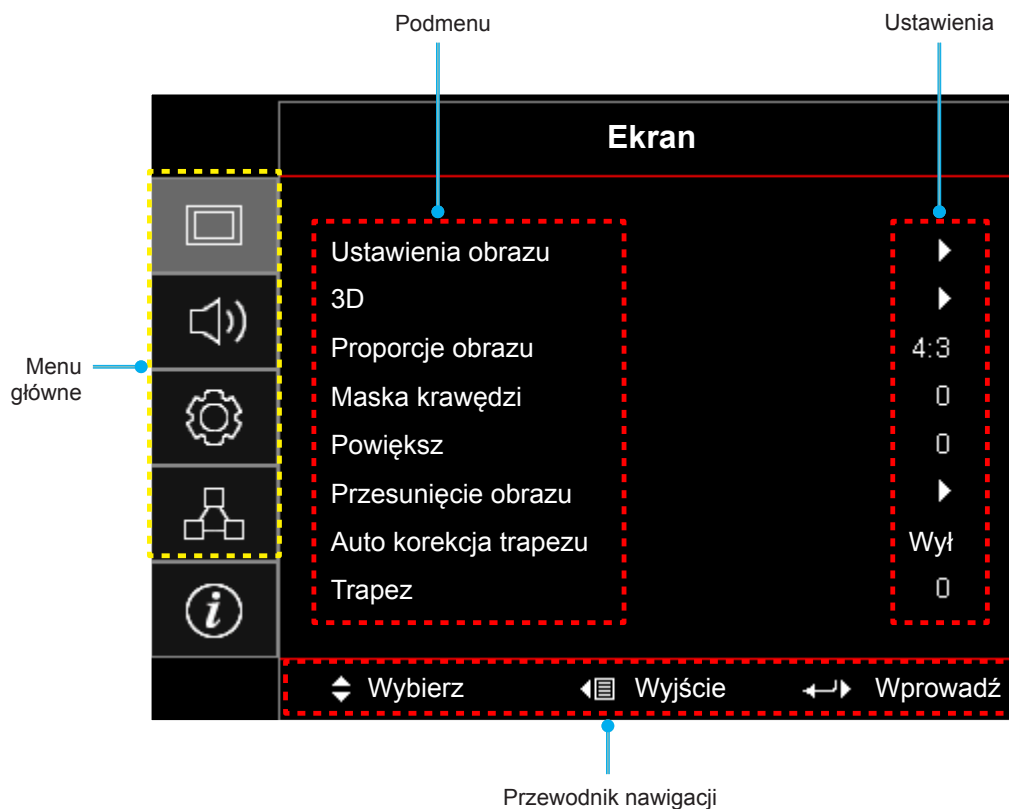 Podmenu
Ustawienia
Ekran
Menu
główne
Ustawienia obrazu
3D
Proporcje obrazu 4:3
Maska krawędzi 0
Powiększ 0
Przesunięcie obrazu
Auto korekcja trapezu Wył
Trapez 0
i
Wybierz Wyjście Wprowadź
Przewodnik nawigacji